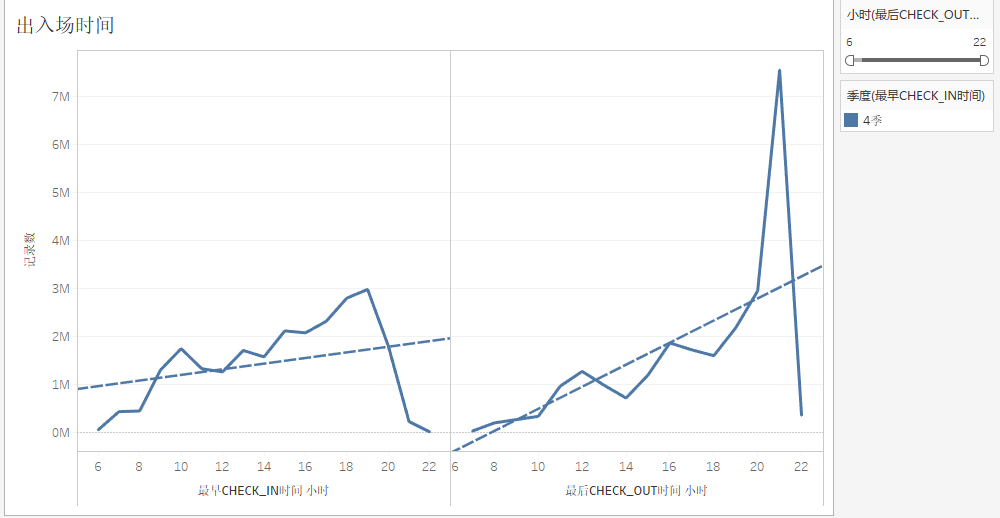 出入场时间
小时(最后CHECK_OUT...
6 22
季度(最早CHECK_IN时间)
4季
记录数
7M
6M
5M
4M
3M
2M
1M
0M
6 8 10 12 14 16 18 20 22 6 8 10 12 14 16 18 20 22
最早CHECK_IN时间 小时 最后CHECK_OUT时间 小时